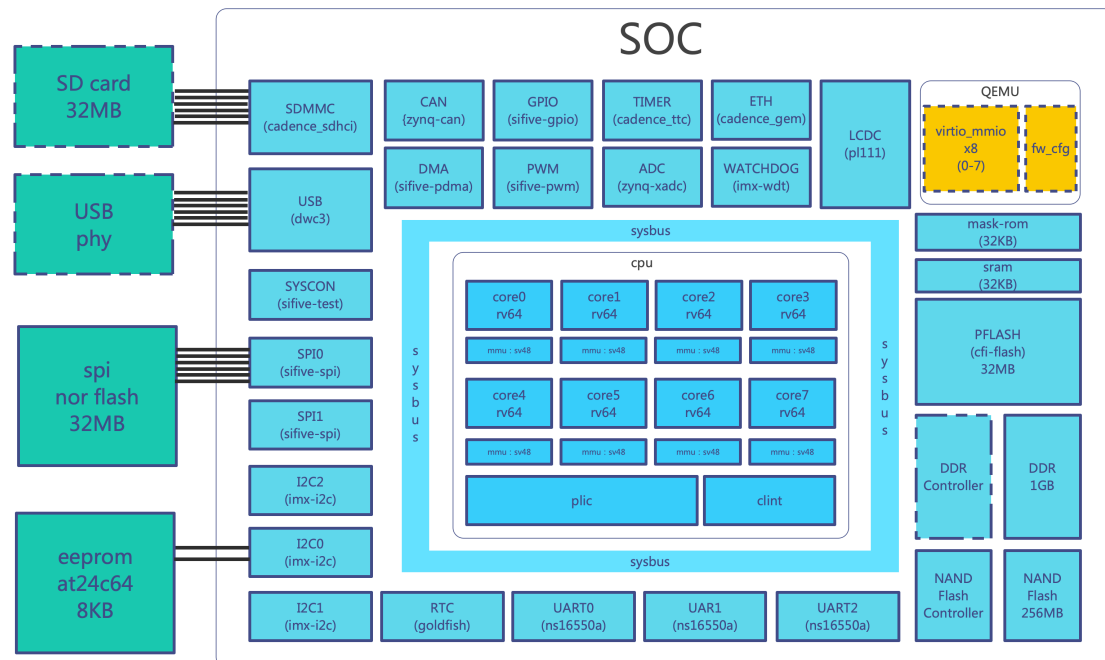 SOC
SD card
32MB
USB
phy
spi
nor flash
32MB
eeprom
at24c64
8KB
SDMMC
(cadence_sdhci)
USB
(dwc3)
SYSCON
(sifive-test)
SPI0
(sifive-spi)
SPI1
(sifive-spi)
I2C2
(imx-i2c)
I2C0
(imx-i2c)
I2C1
(imx-i2c)
CAN
(zynq-can)
GPIO
(sifive-gpio)
TIMER
(cadence_ttc)
ETH
(cadence_gem)
DMA
(sifive-pdma)
PWM
(sifive-pwm)
ADC
(zynq-xadc)
WATCHDOG
(imx-wdt)
LCDC
(pl111)
QEMU
virtio_mmio
x8
(0-7)
fw_cfg
mask-rom
(32KB)
sram
(32KB)
PFLASH
(cfi-flash)
32MB
DDR
Controller
DDR
1GB
NAND
Flash
Controller
NAND
Flash
256MB
sysbus
sysbus
cpu
core0
rv64
core1
rv64
core2
rv64
core3
rv64
mmu : sv48
mmu : sv48
mmu : sv48
mmu : sv48
core4
rv64
core5
rv64
core6
rv64
core7
rv64
mmu : sv48
mmu : sv48
mmu : sv48
mmu : sv48
plic
clint
sysbus
sysbus
RTC
(goldfish)
UART0
(ns16550a)
UAR1
(ns16550a)
UART2
(ns16550a)